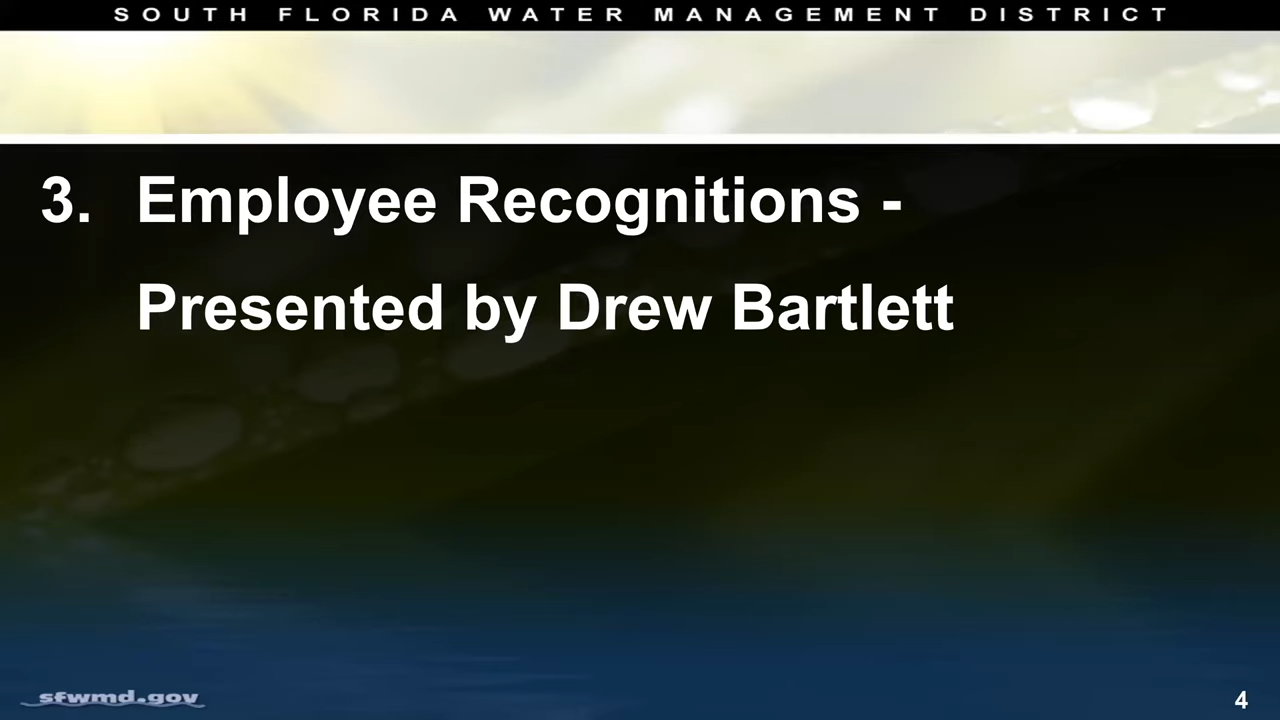 SOUTH FLORIDA WATER MANAGEMENT DISTRICT
3. Employee Recognitions -
Presented by Drew Bartlett
sfwmd.gov
4